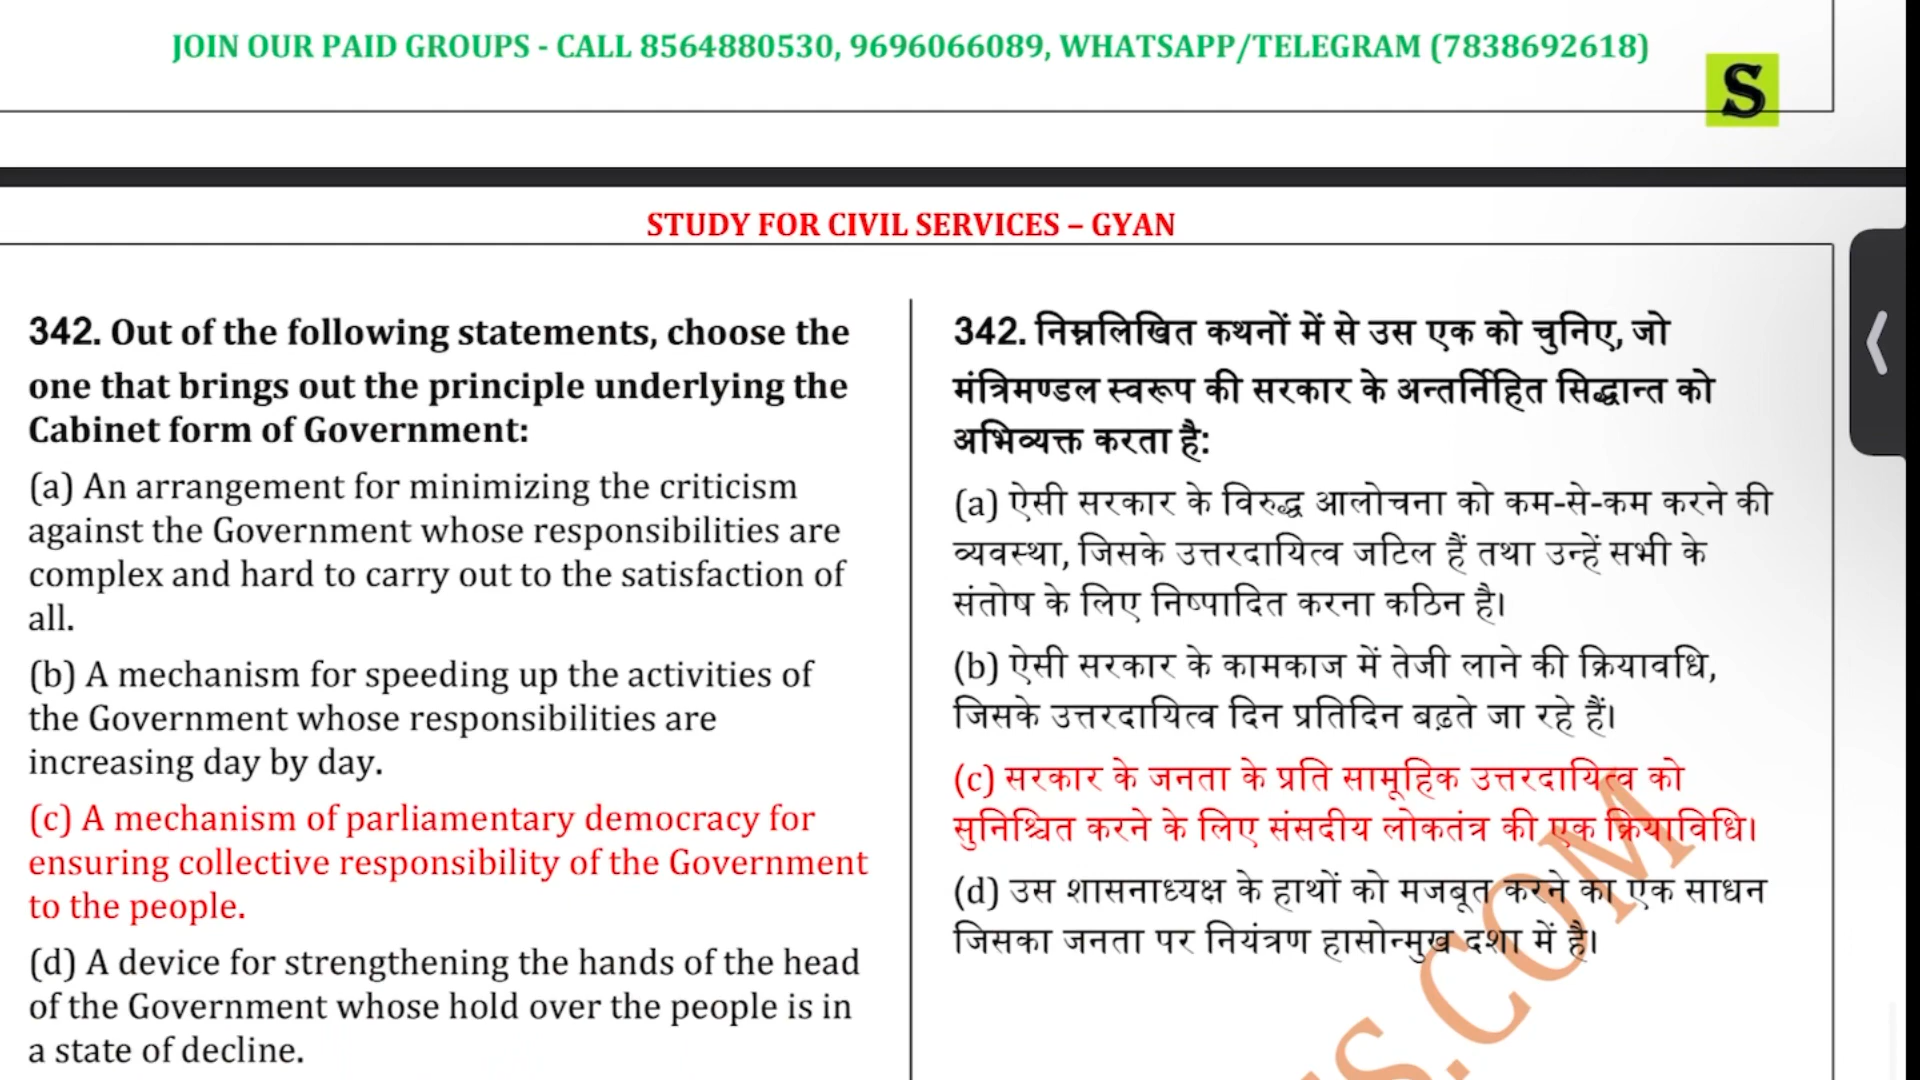 JOIN OUR PAID GROUPS - CALL 8564880530, 9696066089, WHATSAPP/TELEGRAM (7838692618)
S
STUDY FOR CIVIL SERVICES – GYAN
342. Out of the following statements, choose the
one that brings out the principle underlying the
Cabinet form of Government:
(a) An arrangement for minimizing the criticism
against the Government whose responsibilities are
complex and hard to carry out to the satisfaction of
all.
(b) A mechanism for speeding up the activities of
the Government whose responsibilities are
increasing day by day.
(c) A mechanism of parliamentary democracy for
ensuring collective responsibility of the Government
to the people.
(d) A device for strengthening the hands of the head
of the Government whose hold over the people is in
a state of decline.
342. निम्नलिखित कथनों में से उस एक को चुनिए, जो
मंत्रिमण्डल स्वरूप की सरकार के अन्तर्निहित सिद्धान्त को
अभिव्यक्त करता है:
(a) ऐसी सरकार के विरुद्ध आलोचना को कम-से-कम करने की
व्यवस्था, जिसके उत्तरदायित्व जटिल हैं तथा उन्हें सभी के
संतोष के लिए निष्पादित करना कठिन है।
(b) ऐसी सरकार के कामकाज में तेजी लाने की क्रियावधि,
जिसके उत्तरदायित्व दिन प्रतिदिन बढ़ते जा रहे हैं।
(c) सरकार के जनता के प्रति सामूहिक उत्तरदायित्व को
सुनिश्चित करने के लिए संसदीय लोकतंत्र की एक क्रियाविधि।
(d) उस शासनाध्यक्ष के हाथों को मजबूत करने का एक साधन
जिसका जनता पर नियंत्रण हासोन्मुख दशा में है।
S.COM